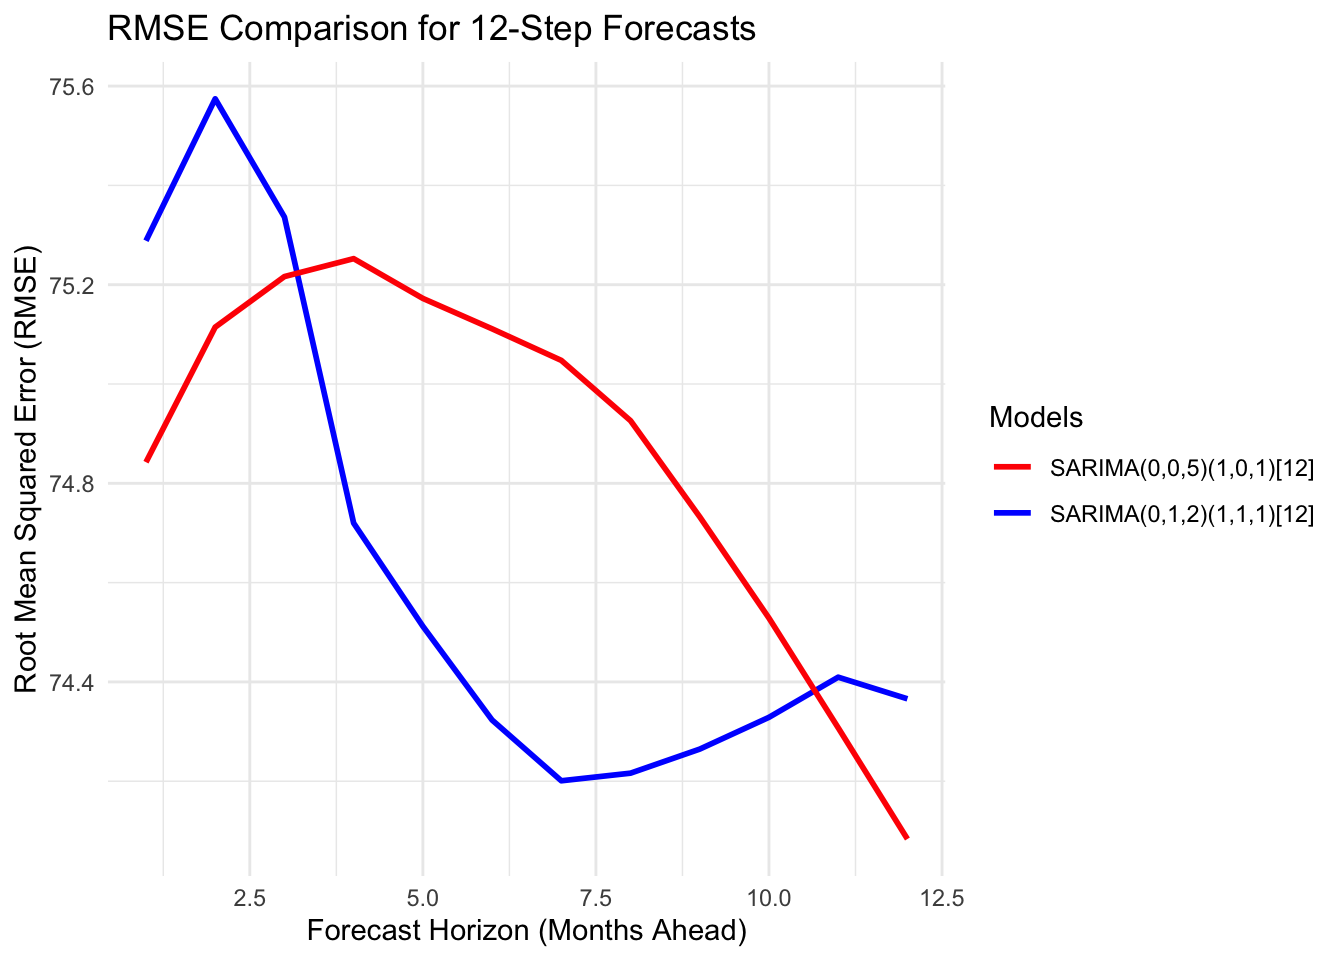 RMSE Comparison for 12-Step Forecasts
Root Mean Squared Error (RMSE)
75.6
75.2
74.8
74.4
2.5 5.0 7.5 10.0 12.5
Forecast Horizon (Months Ahead)
Models
SARIMA(0,0,5)(1,0,1)[12]
SARIMA(0,1,2)(1,1,1)[12]